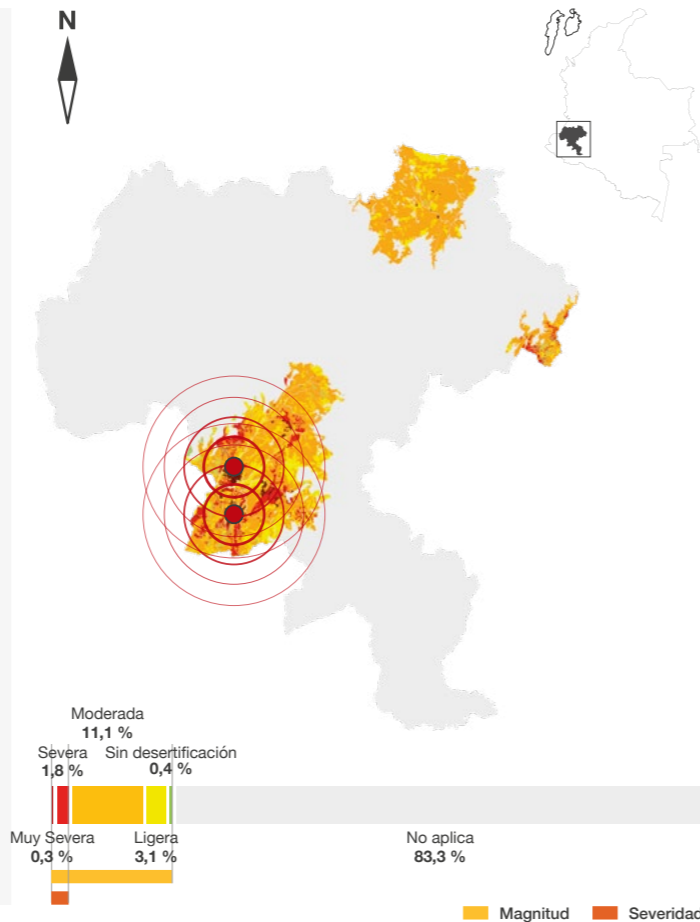 N
Moderada
11,1 %
Severa
1,8 %
Sin desertificación
0,4 %
Muy Severa
0,3 %
Ligera
3,1 %
No aplica
83,3 %
Magnitud
Severidad